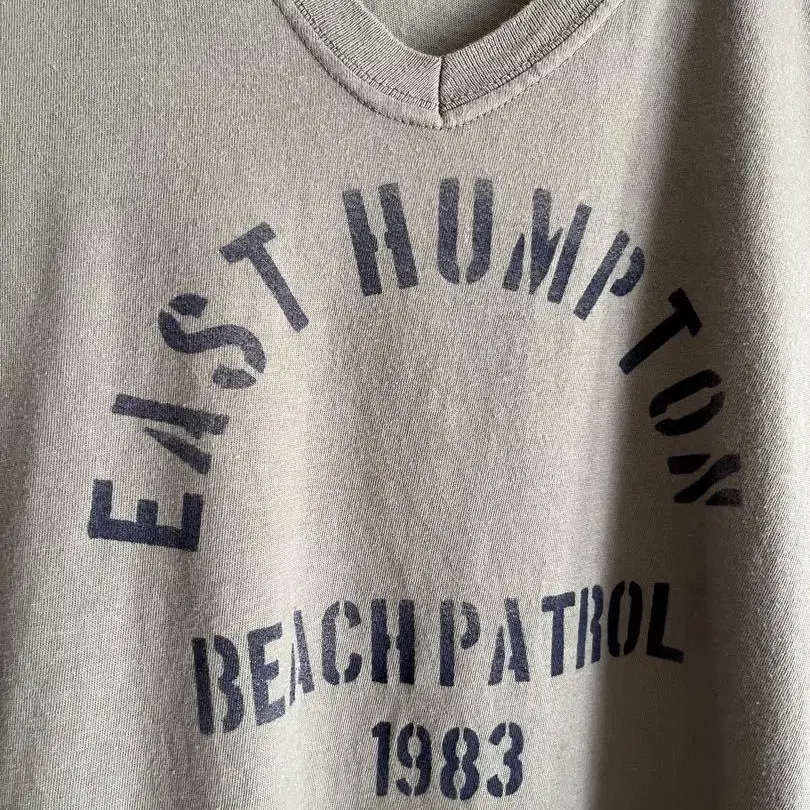 EAST HUMPTON
BEACH PATROL
1983